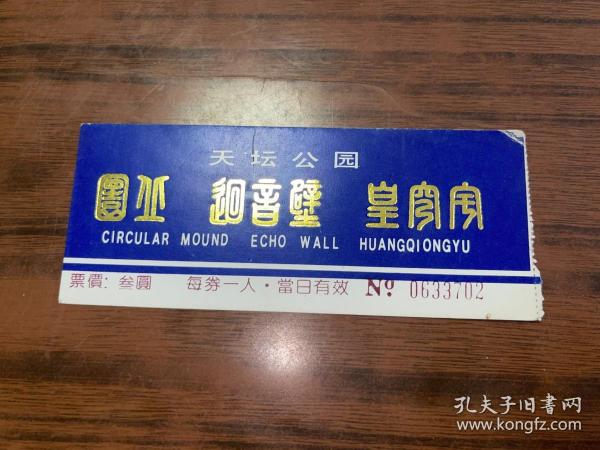 天坛公园
圜丘 迴音壁 皇穹宇
CIRCULAR MOUND ECHO WALL HUANGQIONGYU
票價: 叁圓 每券一人·當日有效 № 0633702
孔夫子旧書网
www.kongfz.com